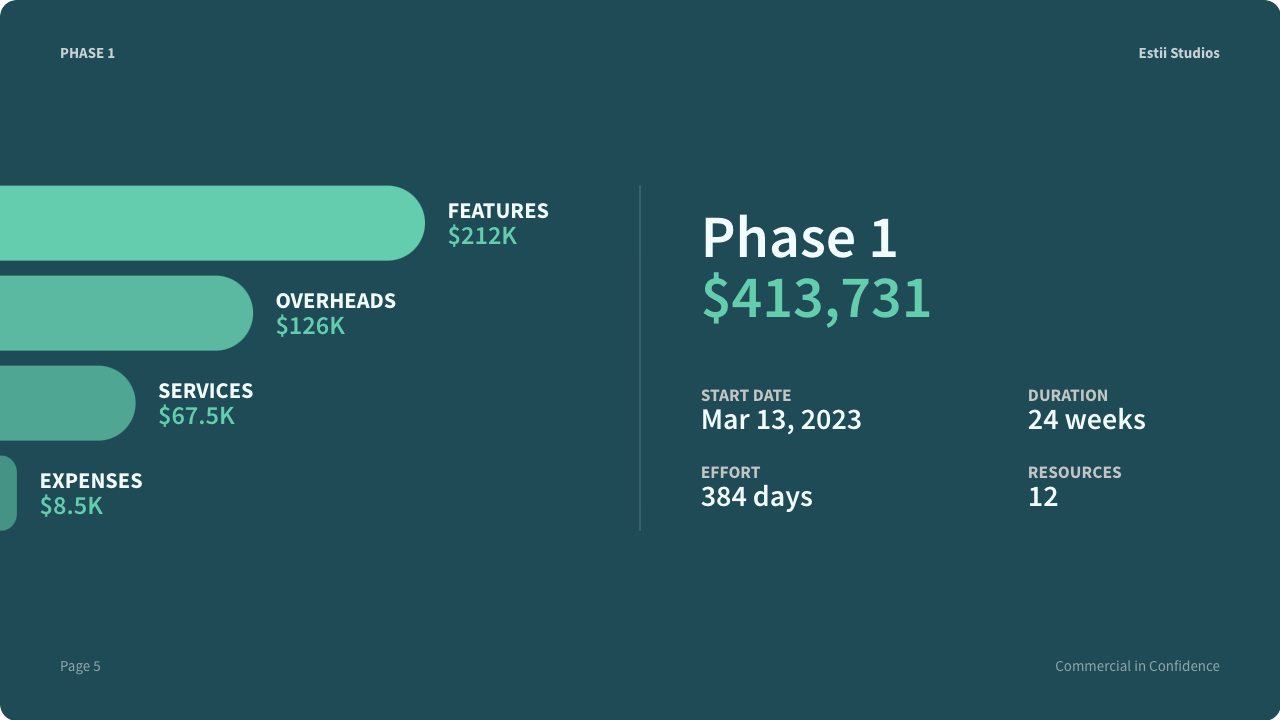 PHASE 1
Estii Studios
FEATURES
$212K
OVERHEADS
$126K
SERVICES
$67.5K
EXPENSES
$8.5K
Phase 1
$413,731
START DATE
Mar 13, 2023
DURATION
24 weeks
EFFORT
384 days
RESOURCES
12
Page 5
Commercial in Confidence